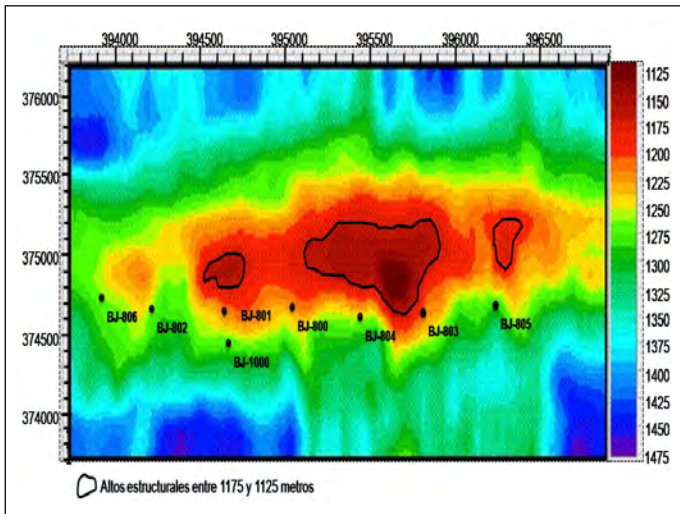 394000 394500 395000 395500 396000 396500
376000
375500
375000
374500
374000
1125
1150
1175
1200
1225
1250
1275
1300
1325
1350
1375
1400
1425
1450
1475
BJ-806
BJ-802
BJ-801
BJ-800
BJ-804
BJ-803
BJ-805
BJ-1000
Altos estructurales entre 1175 y 1125 metros